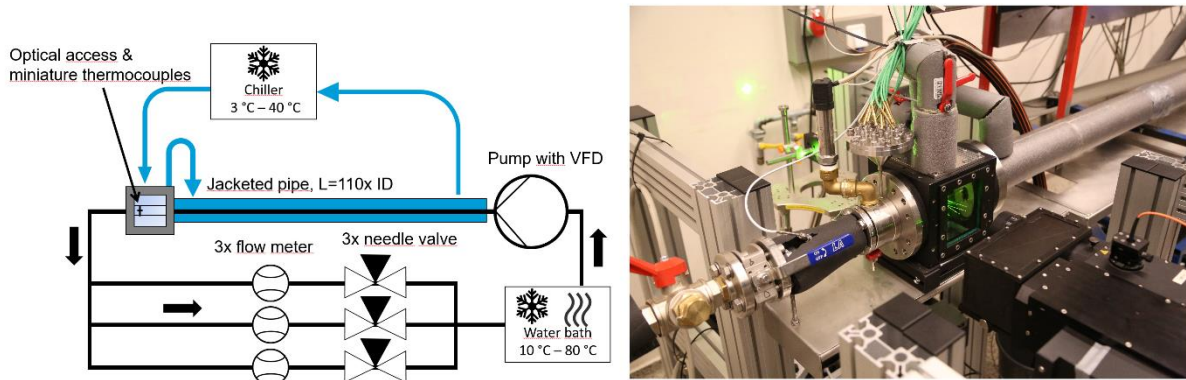 Optical access &
miniature thermocouples
Chiller
3 °C – 40 °C
Pump with VFD
Jacketed pipe, L=110x ID
3x flow meter
3x needle valve
Water bath
10 °C – 80 °C